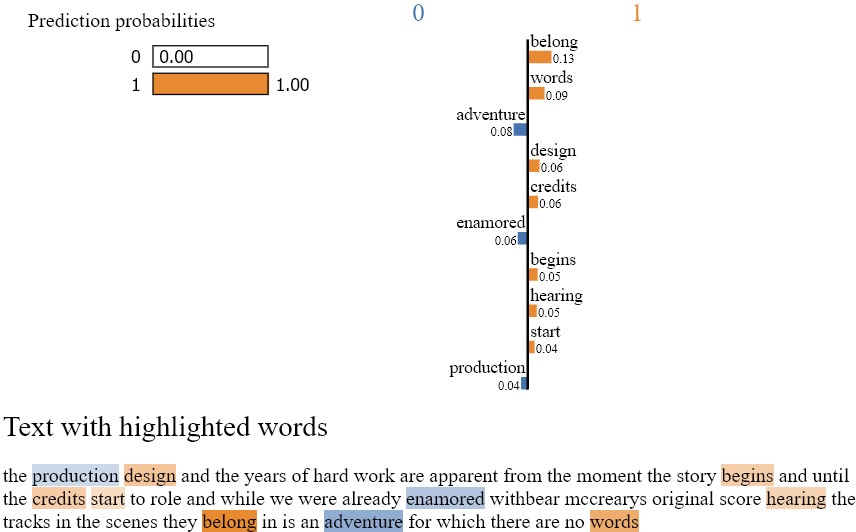 Prediction probabilities
0 0.00
1 1.00
0 1
belong
0.13
words
0.09
adventure
0.08
design
0.06
credits
0.06
enamored
0.06
begins
0.05
hearing
0.05
start
0.04
production
0.04
Text with highlighted words
the production design and the years of hard work are apparent from the moment the story begins and until
the credits start to role and while we were already enamored withbear mccrearys original score hearing the
tracks in the scenes they belong in is an adventure for which there are no words